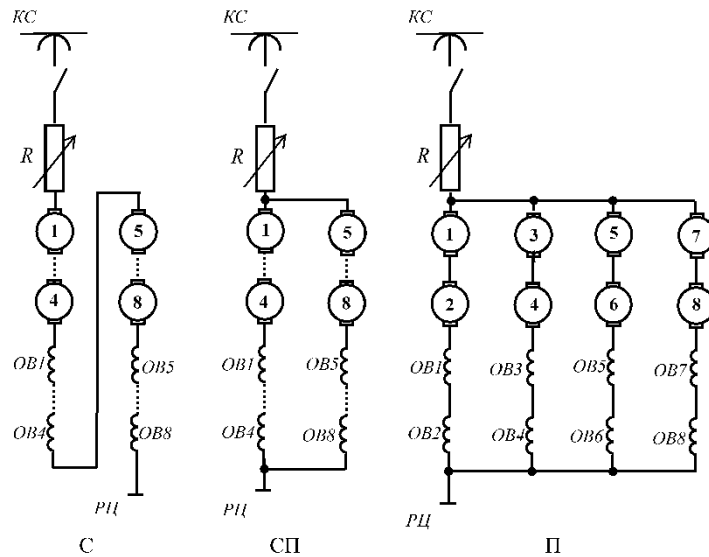 КС КС КС
R R R
1 5 1 5 1 3 5 7
4 8 4 8 2 4 6 8
ОВ1 ОВ5 ОВ1 ОВ5 ОВ1 ОВ3 ОВ5 ОВ7
ОВ4 ОВ8 ОВ4 ОВ8 ОВ2 ОВ4 ОВ6 ОВ8
РЦ РЦ РЦ
С СП П